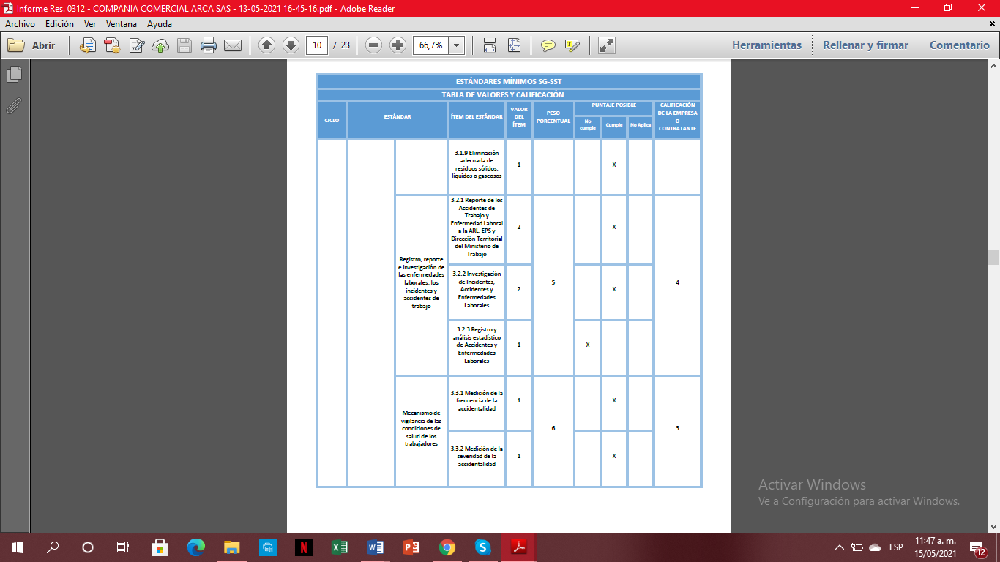 Informe Res. 0312 - COMPANIA COMERCIAL ARCA SAS - 13-05-2021 16-45-16.pdf - Adobe Reader
Archivo Edición Ver Ventana Ayuda
Abrir 10 / 23 66,7% Herramientas Rellenar y firmar Comentario
ESTÁNDARES MÍNIMOS SG-SST
TABLA DE VALORES Y CALIFICACIÓN
CICLO
ESTÁNDAR
ÍTEM DEL ESTÁNDAR
VALOR
DEL
ÍTEM
PESO
PORCENTUAL
PUNTAJE POSIBLE
No
cumple
Cumple
No Aplica
CALIFICACIÓN
DE LA EMPRESA
O
CONTRATANTE
3.1.9 Eliminación
adecuada de
residuos sólidos,
líquidos o gaseosos
1
X
Registro, reporte
e investigación de
las enfermedades
laborales, los
incidentes y
accidentes de
trabajo
3.2.1 Reporte de los
Accidentes de
Trabajo y
Enfermedad Laboral
a la ARL, EPS y
Dirección Territorial
del Ministerio de
Trabajo
2
X
3.2.2 Investigación
de Incidentes,
Accidentes y
Enfermedades
Laborales
2
5
X
4
3.2.3 Registro y
análisis estadístico
de Accidentes y
Enfermedades
Laborales
1
X
Mecanismo de
vigilancia de las
condiciones de
salud de los
trabajadores
3.3.1 Medición de la
frecuencia de la
accidentalidad
1
X
6
3
3.3.2 Medición de la
severidad de la
accidentalidad
1
X
Activar Windows
Ve a Configuración para activar Windows.
ESP
11:47 a. m.
15/05/2021
12